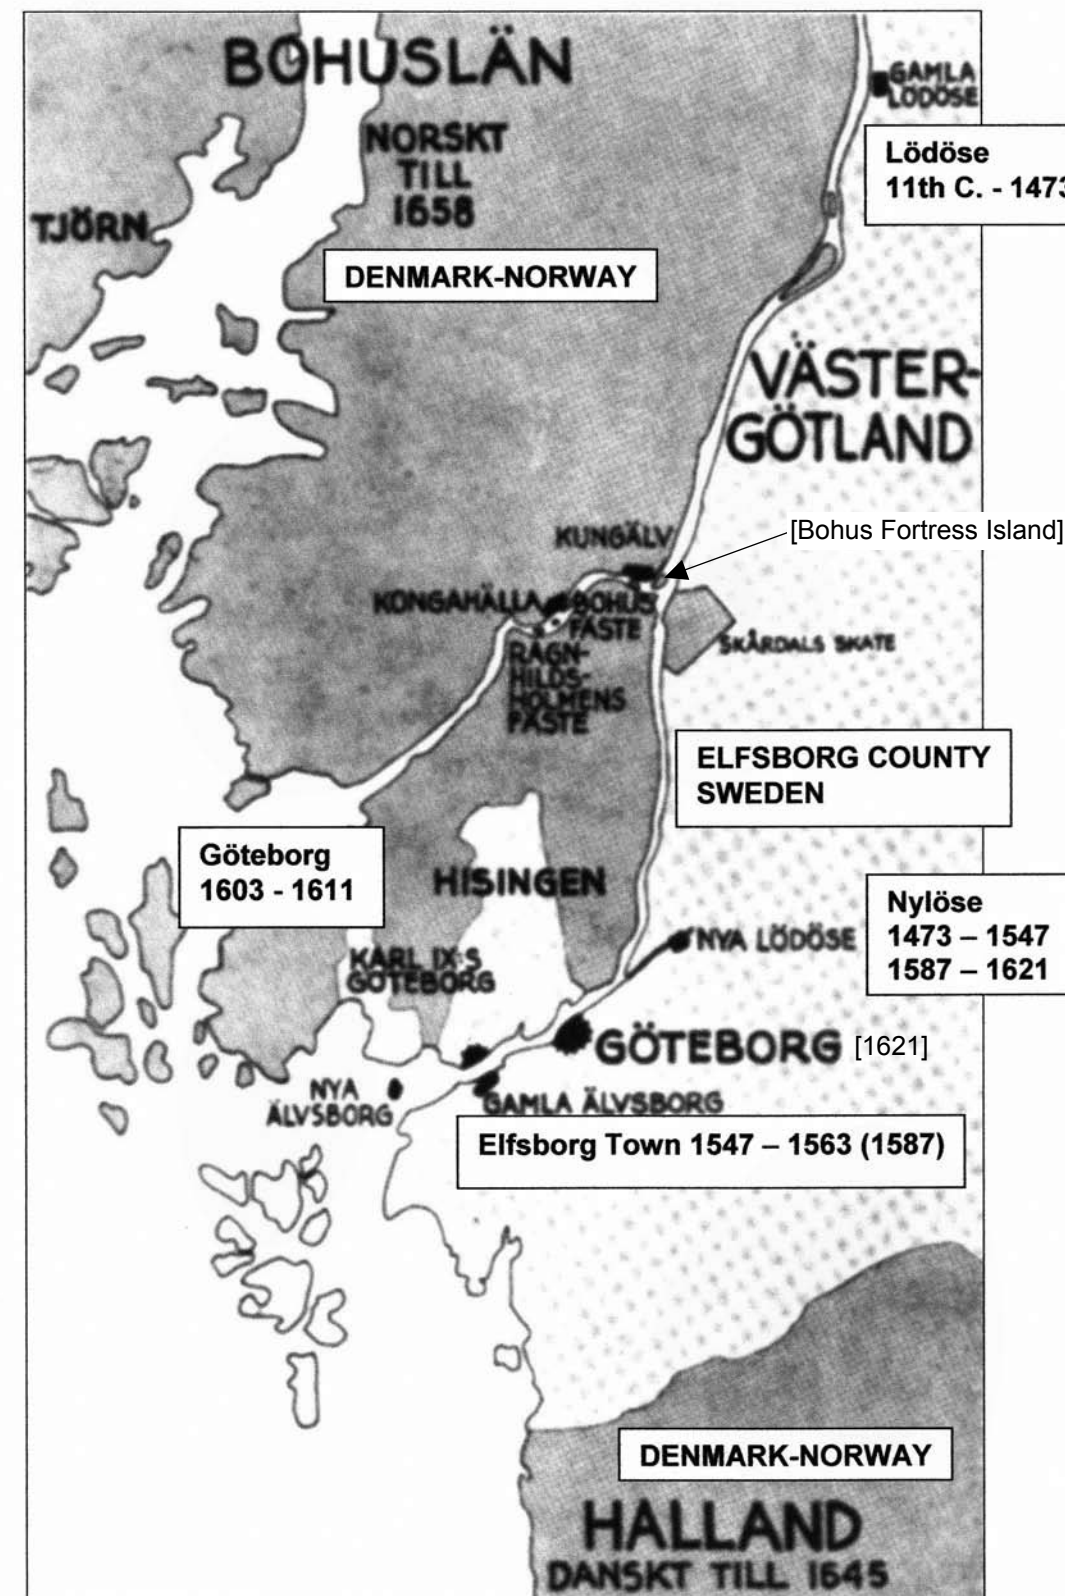 BOHUSLÄN
GAMLA
LÖDÖSE
NORSKT
TILL
1658
Lödöse
11th C. - 1473
TJÖRN
DENMARK-NORWAY
VÄSTER-
GÖTLAND
[Bohus Fortress Island]
KUNGÄLV
KONGAHÄLLA
BOHUS
FÄSTE
RAGN-
HILDS-
HOLMENS
FÄSTE
SKÅRDALS SKATE
ELFSBORG COUNTY
SWEDEN
Göteborg
1603 - 1611
HISINGEN
Nylöse
1473 – 1547
1587 – 1621
NYA LÖDÖSE
KARL IX:S
GÖTEBORG
GÖTEBORG [1621]
NYA
ÄLVSBORG
GAMLA ÄLVSBORG
Elfsborg Town 1547 – 1563 (1587)
DENMARK-NORWAY
HALLAND
DANSKT TILL 1645